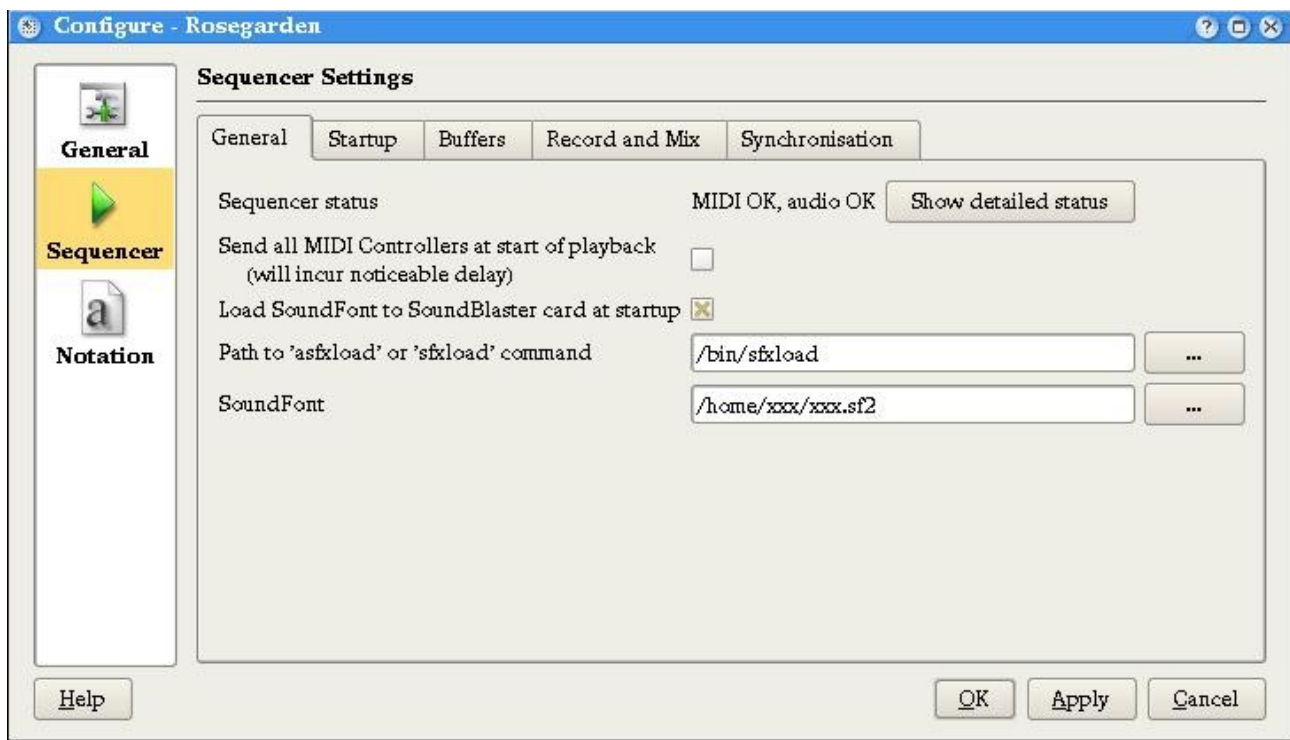 Configure - Rosegarden
General
Sequencer
Notation
Sequencer Settings
General Startup Buffers Record and Mix Synchronisation
Sequencer status MIDI OK, audio OK Show detailed status
Send all MIDI Controllers at start of playback
(will incur noticeable delay)
Load SoundFont to SoundBlaster card at startup
Path to 'asfxload' or 'sfxload' command /bin/sfxload ...
SoundFont /home/xxx/xxx.sf2 ...
Help OK Apply Cancel